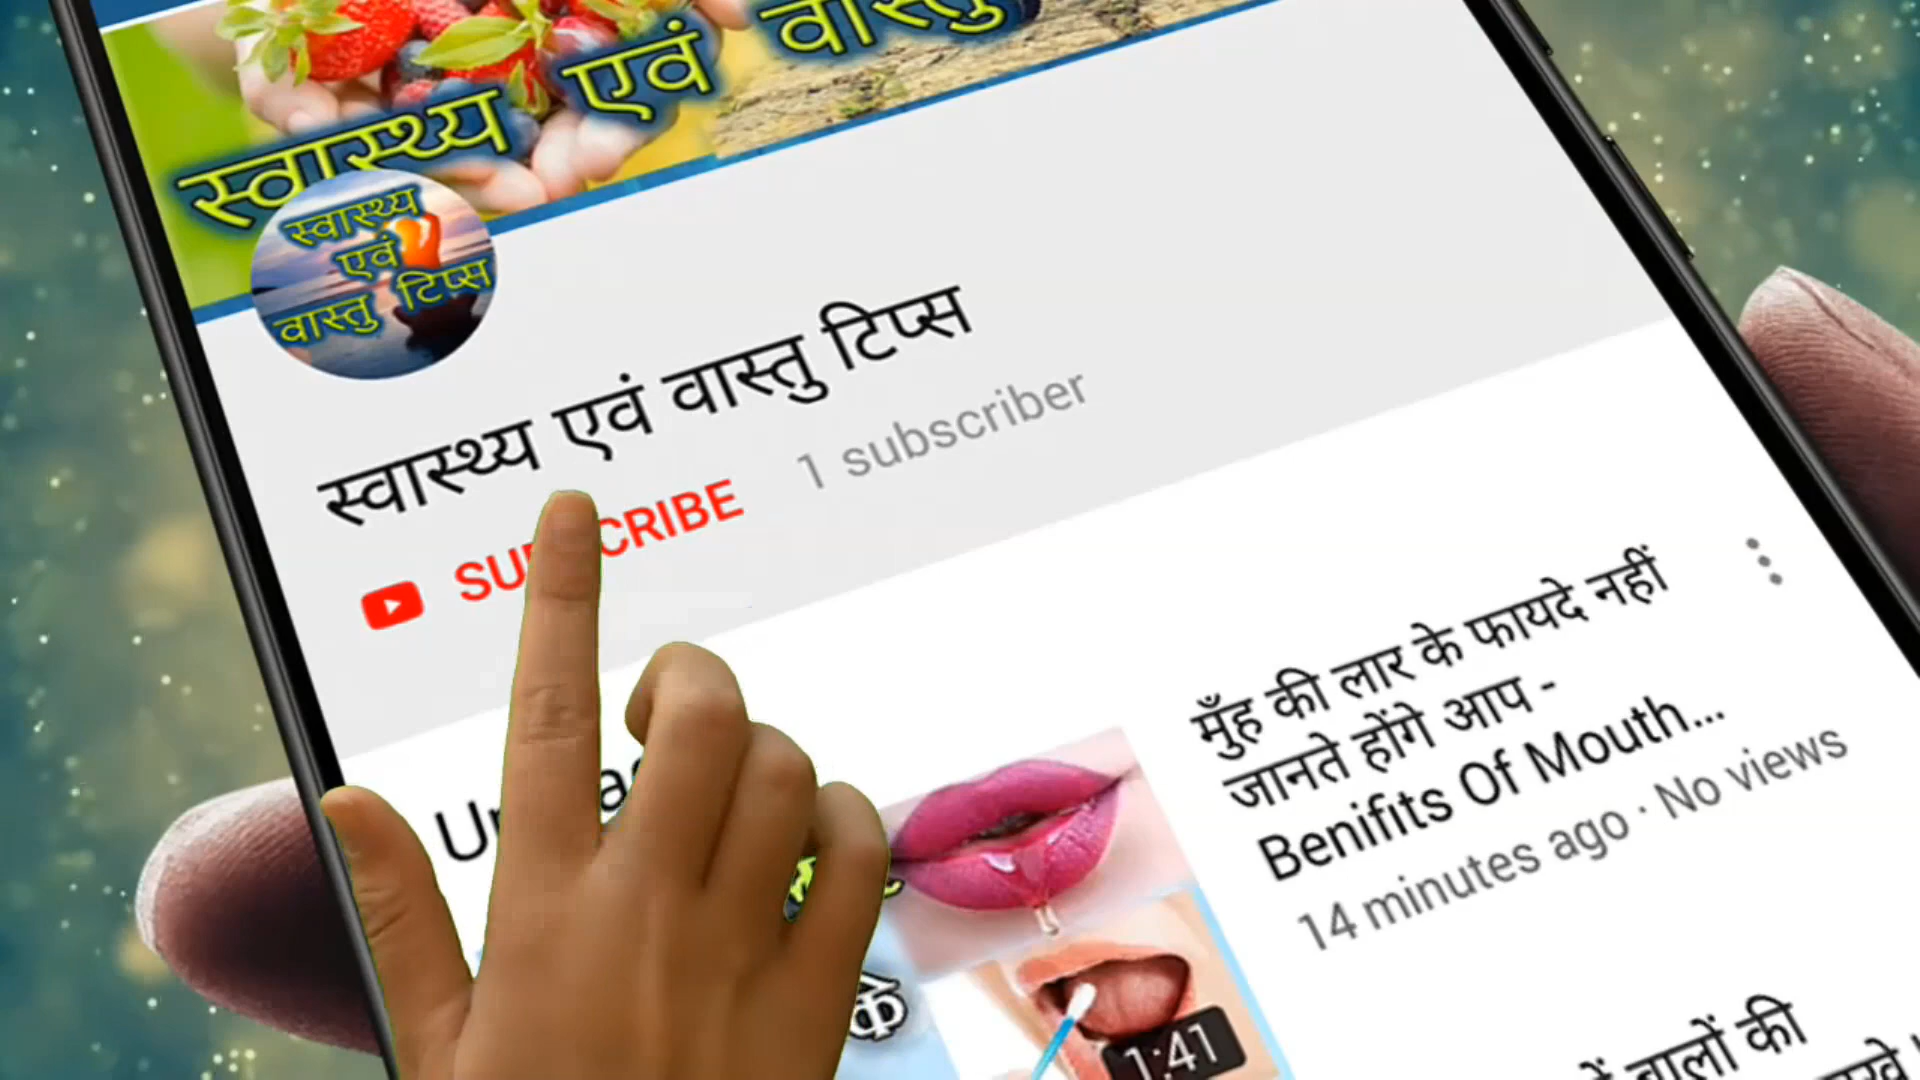 स्वास्थ्य एवं वास्तु
स्वास्थ्य
एवं
वास्तु टिप्स
स्वास्थ्य एवं वास्तु टिप्स
SUBSCRIBE 1 subscriber
मुँह की लार के फायदे नहीं
जानते होंगे आप -
Benifits Of Mouth...
14 minutes ago · No views
के
1:41
बालों की